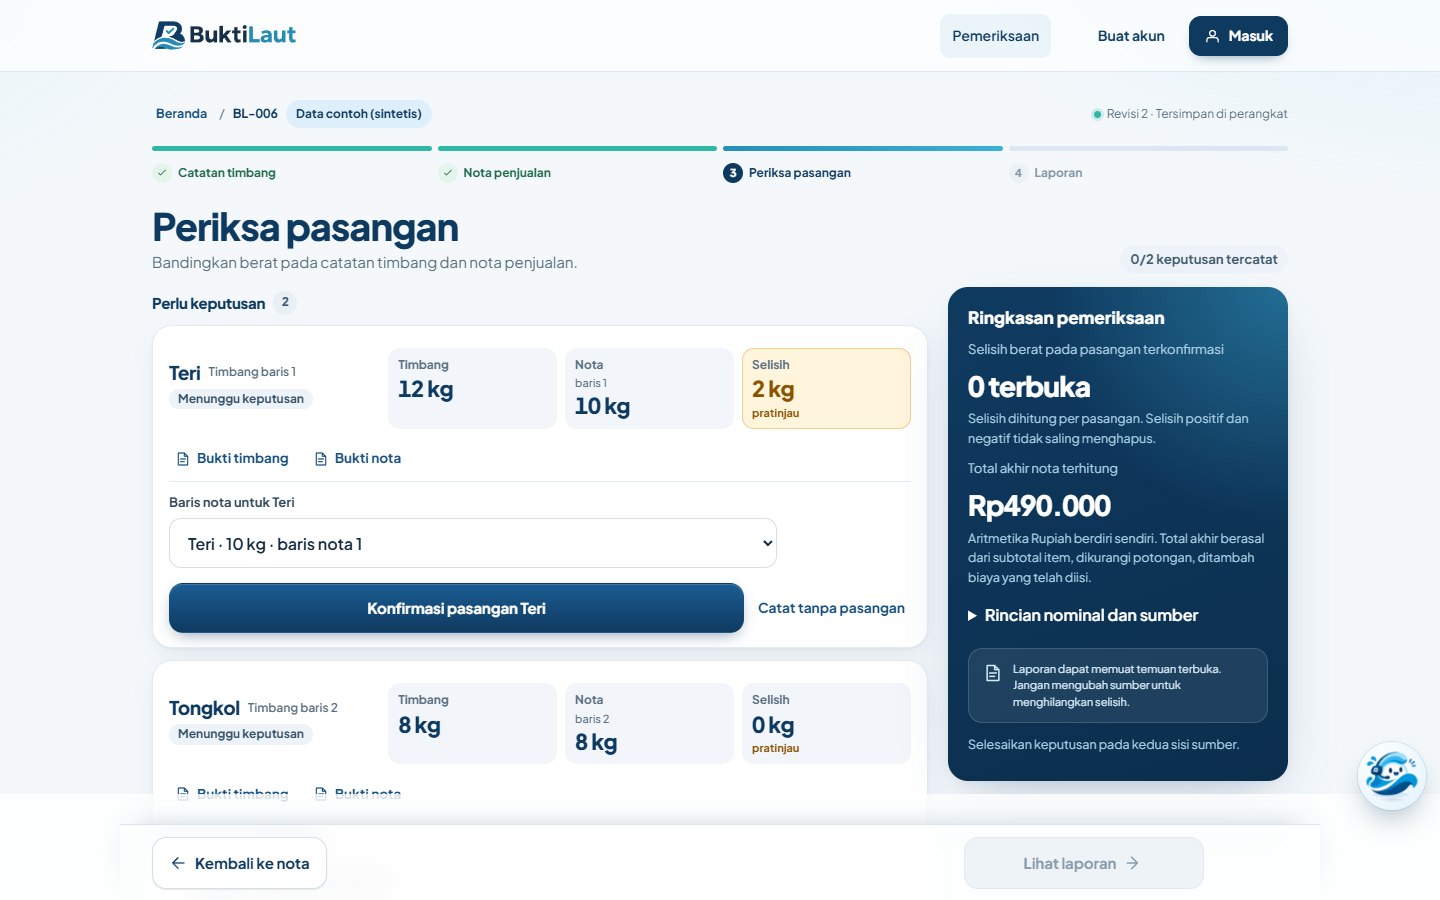 BuktiLaut
Pemeriksaan
Buat akun
Masuk
Beranda / BL-006 Data contoh (sintetis)
Revisi 2 · Tersimpan di perangkat
Catatan timbang
Nota penjualan
3 Periksa pasangan
4 Laporan
Periksa pasangan
Bandingkan berat pada catatan timbang dan nota penjualan.
0/2 keputusan tercatat
Perlu keputusan 2
Teri Timbang baris 1
Menunggu keputusan
Timbang
12 kg
Nota
baris 1
10 kg
Selisih
2 kg
pratinjau
Bukti timbang
Bukti nota
Baris nota untuk Teri
Teri · 10 kg · baris nota 1
Konfirmasi pasangan Teri
Catat tanpa pasangan
Tongkol Timbang baris 2
Menunggu keputusan
Timbang
8 kg
Nota
baris 2
8 kg
Selisih
0 kg
pratinjau
Bukti timbang
Bukti nota
Ringkasan pemeriksaan
Selisih berat pada pasangan terkonfirmasi
0 terbuka
Selisih dihitung per pasangan. Selisih positif dan
negatif tidak saling menghapus.
Total akhir nota terhitung
Rp490.000
Aritmetika Rupiah berdiri sendiri. Total akhir berasal
dari subtotal item, dikurangi potongan, ditambah
biaya yang telah diisi.
Rincian nominal dan sumber
Laporan dapat memuat temuan terbuka.
Jangan mengubah sumber untuk
menghilangkan selisih.
Selesaikan keputusan pada kedua sisi sumber.
Kembali ke nota
Lihat laporan